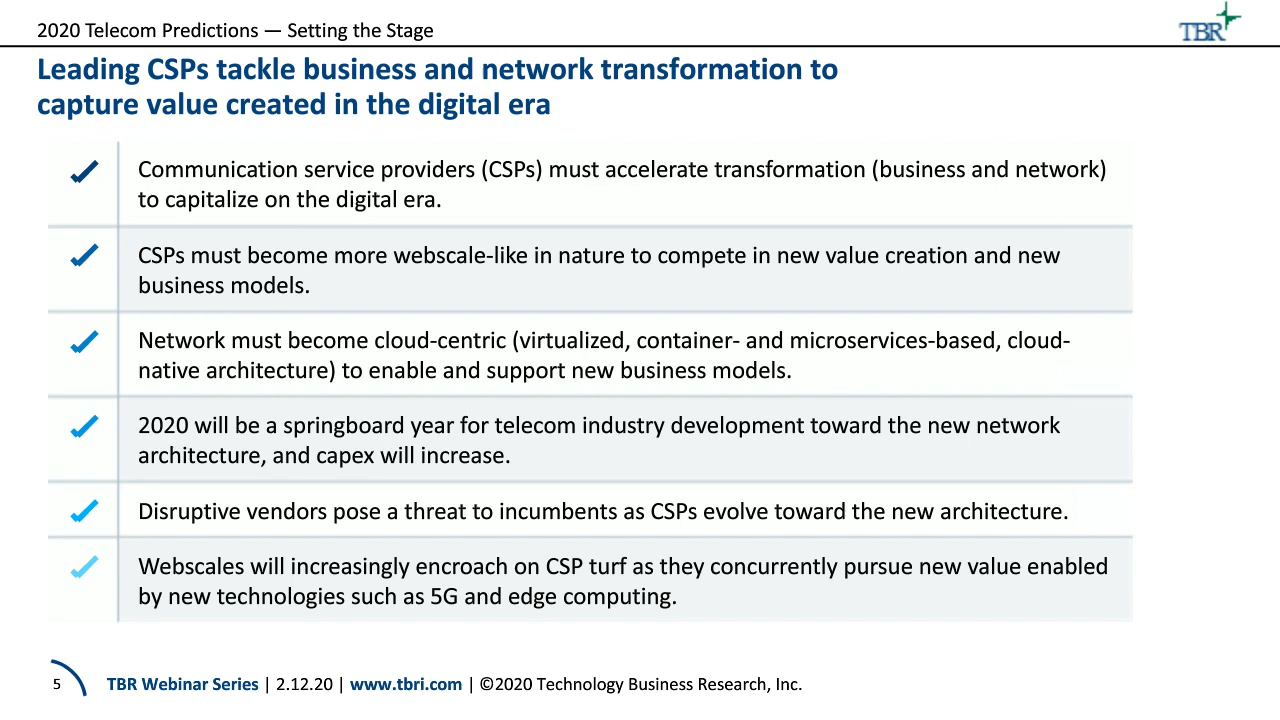 2020 Telecom Predictions — Setting the Stage
TBR
Leading CSPs tackle business and network transformation to
capture value created in the digital era
Communication service providers (CSPs) must accelerate transformation (business and network)
to capitalize on the digital era.
CSPs must become more webscale-like in nature to compete in new value creation and new
business models.
Network must become cloud-centric (virtualized, container- and microservices-based, cloud-
native architecture) to enable and support new business models.
2020 will be a springboard year for telecom industry development toward the new network
architecture, and capex will increase.
Disruptive vendors pose a threat to incumbents as CSPs evolve toward the new architecture.
Webscales will increasingly encroach on CSP turf as they concurrently pursue new value enabled
by new technologies such as 5G and edge computing.
5 TBR Webinar Series | 2.12.20 | www.tbri.com | ©2020 Technology Business Research, Inc.